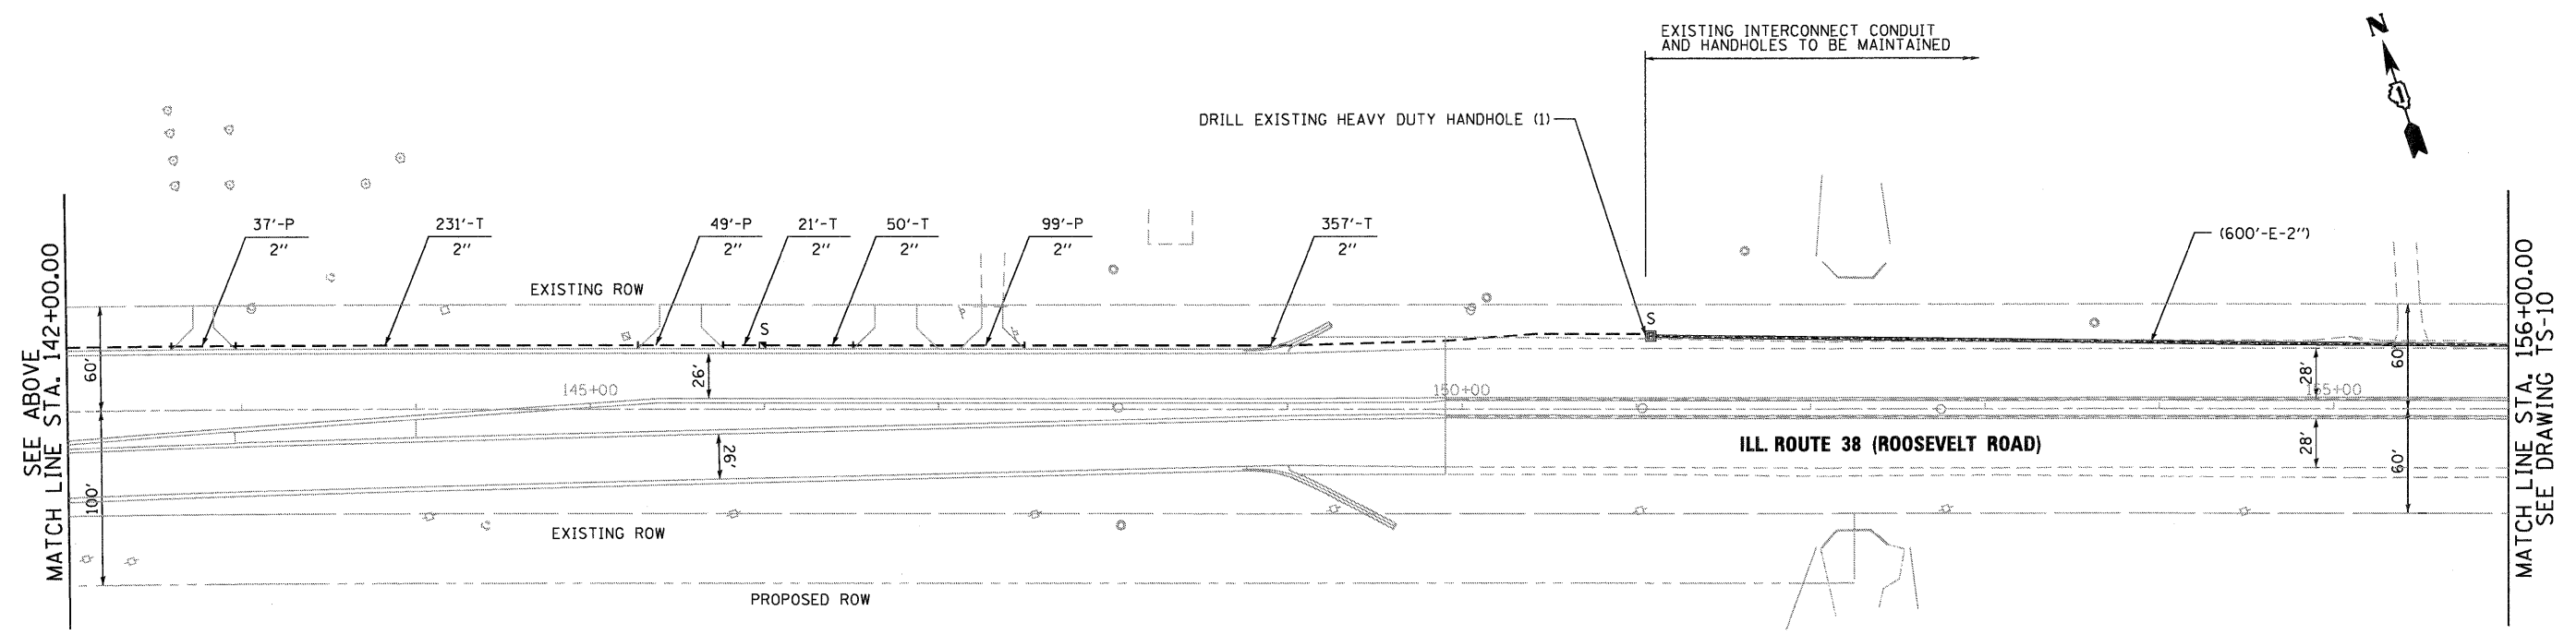 EXISTING INTERCONNECT CONDUIT
AND HANDHOLES TO BE MAINTAINED
N
1
DRILL EXISTING HEAVY DUTY HANDHOLE (1)
37'-P
2"
231'-T
2"
49'-P
2"
21'-T
2"
50'-T
2"
99'-P
2"
357'-T
2"
(600'-E-2")
EXISTING ROW
S
S
SEE ABOVE
MATCH LINE STA. 142+00.00
60'
100'
26'
26'
145+00
150+00
155+00
28'
28'
60'
60'
ILL. ROUTE 38 (ROOSEVELT ROAD)
EXISTING ROW
PROPOSED ROW
MATCH LINE STA. 156+00.00
SEE DRAWING TS-10